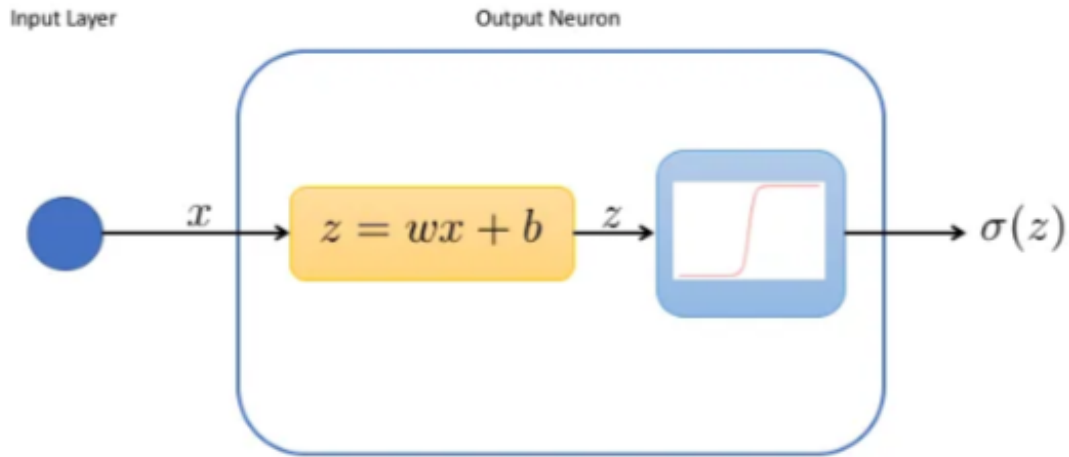 Input Layer
Output Neuron
x
z = wx + b
z
σ(z)